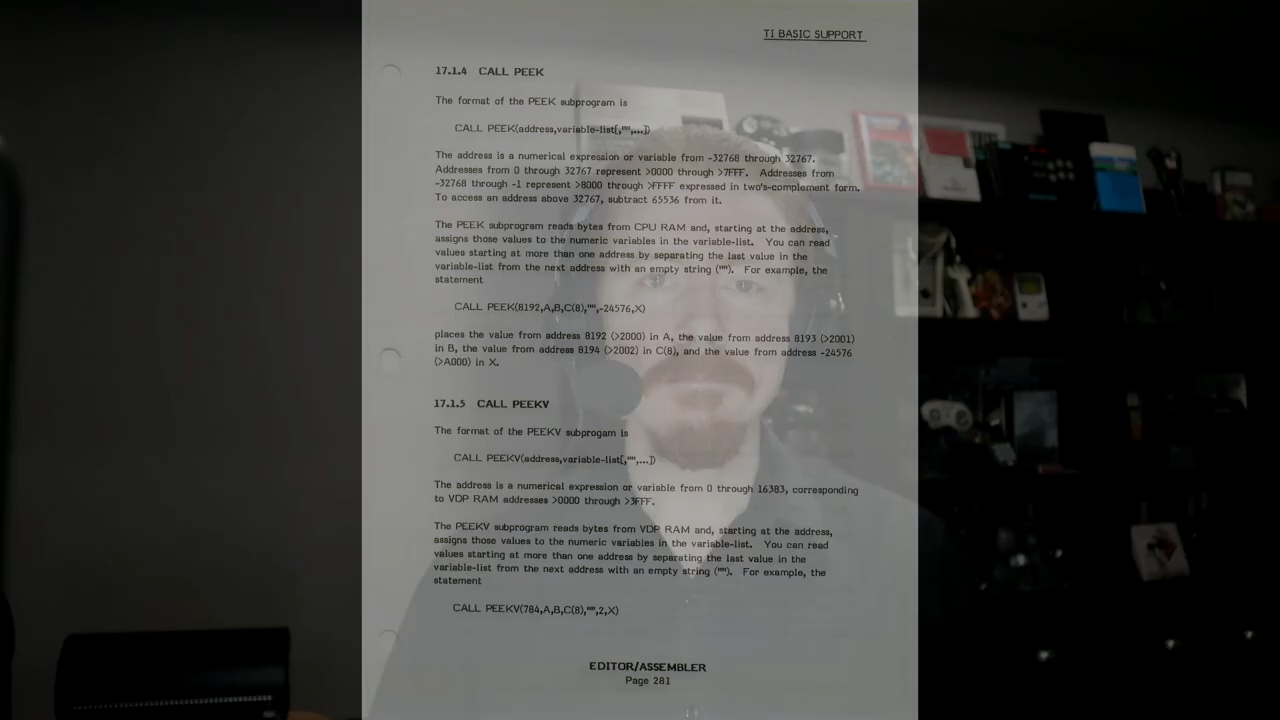 TI BASIC SUPPORT
17.1.4 CALL PEEK
The format of the PEEK subprogram is
CALL PEEK(address,variable-list[,"",...])
The address is a numerical expression or variable from -32768 through 32767.
Addresses from 0 through 32767 represent >0000 through >7FFF. Addresses from
-32768 through -1 represent >8000 through >FFFF expressed in two's-complement form.
To access an address above 32767, subtract 65536 from it.
The PEEK subprogram reads bytes from CPU RAM and, starting at the address,
assigns those values to the numeric variables in the variable-list. You can read
values starting at more than one address by separating the last value in the
variable-list from the next address with an empty string (""). For example, the
statement
CALL PEEK(8192,A,B,C(8),"",-24576,X)
places the value from address 8192 (>2000) in A, the value from address 8193 (>2001)
in B, the value from address 8194 (>2002) in C(8), and the value from address -24576
(>A000) in X.
17.1.5 CALL PEEKV
The format of the PEEKV subprogam is
CALL PEEKV(address,variable-list[,"",...])
The address is a numerical expression or variable from 0 through 16383, corresponding
to VDP RAM addresses >0000 through >3FFF.
The PEEKV subprogram reads bytes from VDP RAM and, starting at the address,
assigns those values to the numeric variables in the variable-list. You can read
values starting at more than one address by separating the last value in the
variable-list from the next address with an empty string (""). For example, the
statement
CALL PEEKV(784,A,B,C(8),"",2,X)
EDITOR/ASSEMBLER
Page 281